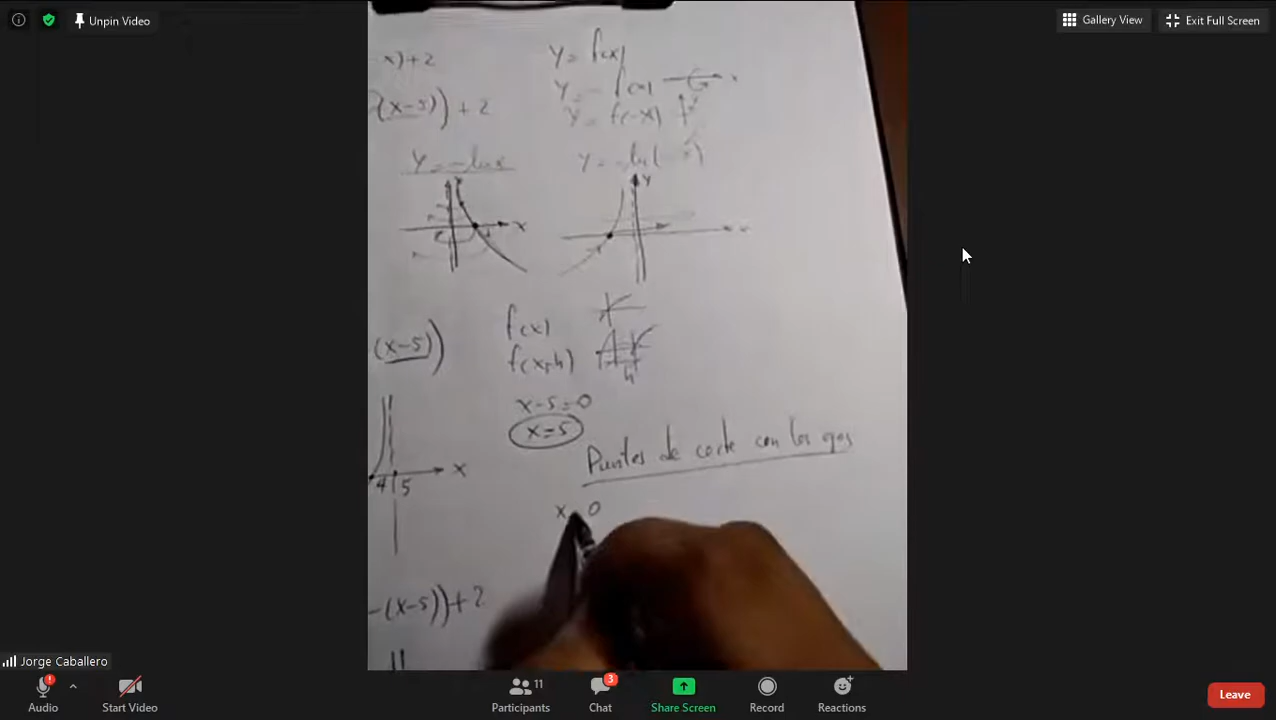 Unpin Video
Gallery View
Exit Full Screen
x)+2
(x-5))+2
y = f(x)
y = -f(x) x
y = f(-x) y
y = -ln x
y = -ln(-x)
x
y
x
(x-5))
f(x)
f(x+h)
h
x-5=0
x=5
Puntos de corte con los ejes
4 5
x
x 0
-(x-5))+2
Jorge Caballero
Audio
Start Video
11
Participants
3
Chat
Share Screen
Record
Reactions
Leave